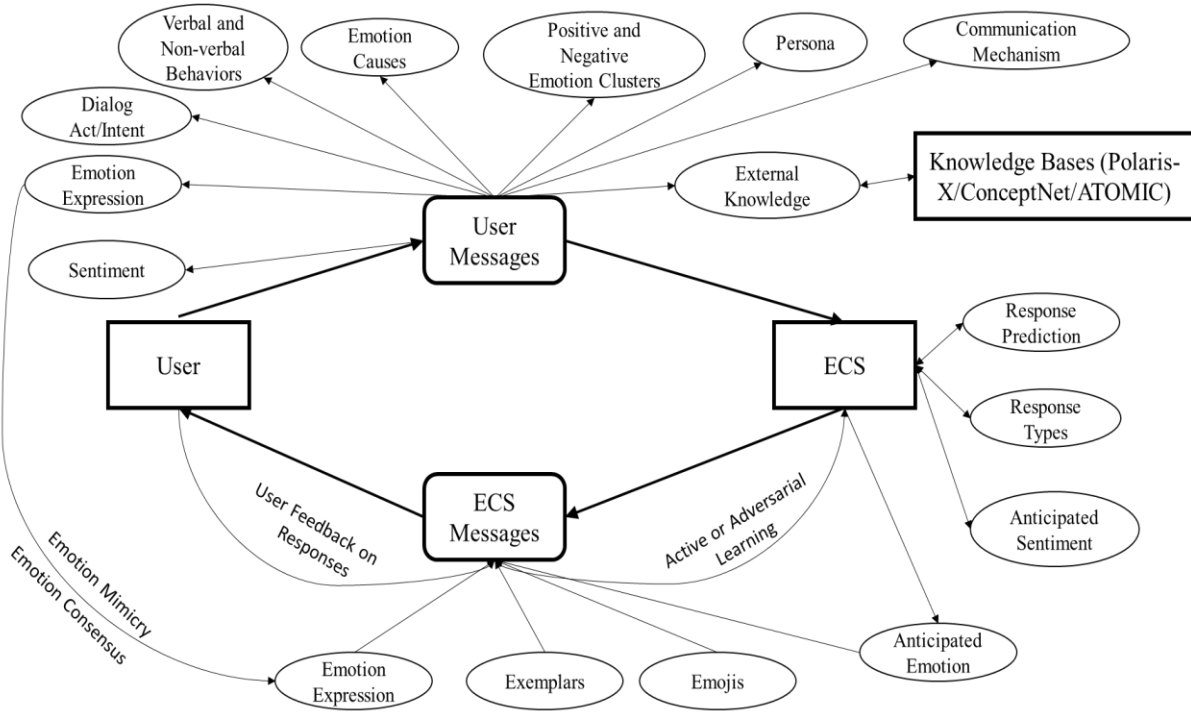 Verbal and
Non-verbal
Behaviors
Emotion
Causes
Positive and
Negative
Emotion Clusters
Persona
Communication
Mechanism
Dialog
Act/Intent
Emotion
Expression
External
Knowledge
Knowledge Bases (Polaris-
X/ConceptNet/ATOMIC)
User
Messages
Sentiment
User
ECS
Response
Prediction
Response
Types
Anticipated
Sentiment
ECS
Messages
User Feedback on
Responses
Active or Adversarial
Learning
Emotion Mimicry
Emotion Consensus
Emotion
Expression
Exemplars
Emojis
Anticipated
Emotion